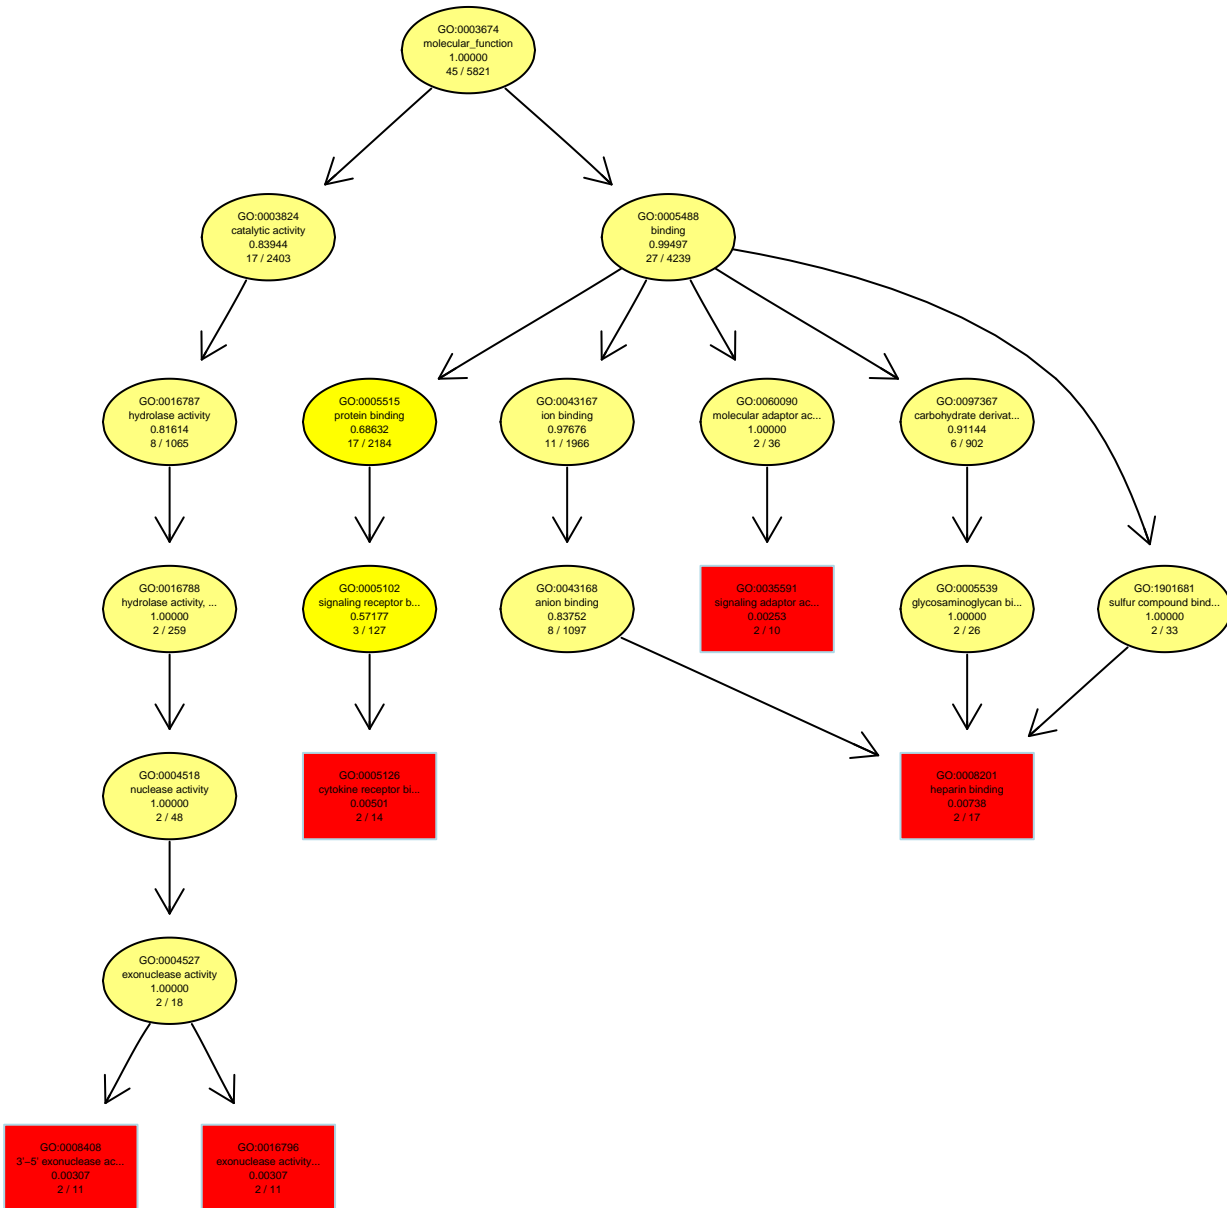 GO:0003674
molecular_function
1.00000
45 / 5821
GO:0003824
catalytic activity
0.83944
17 / 2403
GO:0005488
binding
0.99497
27 / 4239
GO:0016787
hydrolase activity
0.81614
8 / 1065
GO:0005515
protein binding
0.68632
17 / 2184
GO:0043167
ion binding
0.97676
11 / 1966
GO:0060090
molecular adaptor ac...
1.00000
2 / 36
GO:0097367
carbohydrate derivat...
0.91144
6 / 902
GO:0016788
hydrolase activity, ...
1.00000
2 / 259
GO:0005102
signaling receptor b...
0.57177
3 / 127
GO:0043168
anion binding
0.83752
8 / 1097
GO:0035591
signaling adaptor ac...
0.00253
2 / 10
GO:0005539
glycosaminoglycan bi...
1.00000
2 / 26
GO:1901681
sulfur compound bind...
1.00000
2 / 33
GO:0004518
nuclease activity
1.00000
2 / 48
GO:0005126
cytokine receptor bi...
0.00501
2 / 14
GO:0008201
heparin binding
0.00738
2 / 17
GO:0004527
exonuclease activity
1.00000
2 / 18
GO:0008408
3'−5' exonuclease ac...
0.00307
2 / 11
GO:0016796
exonuclease activity...
0.00307
2 / 11